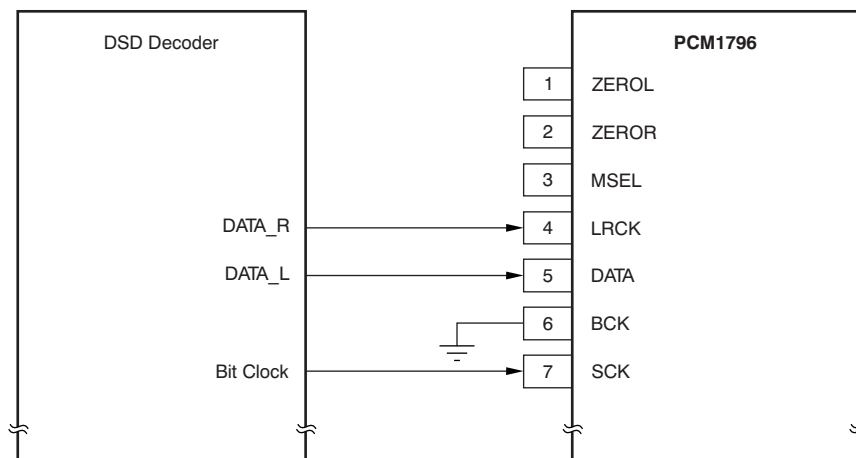 DSD Decoder
PCM1796
1 ZEROL
2 ZEROR
3 MSEL
DATA_R 4 LRCK
DATA_L 5 DATA
6 BCK
Bit Clock 7 SCK